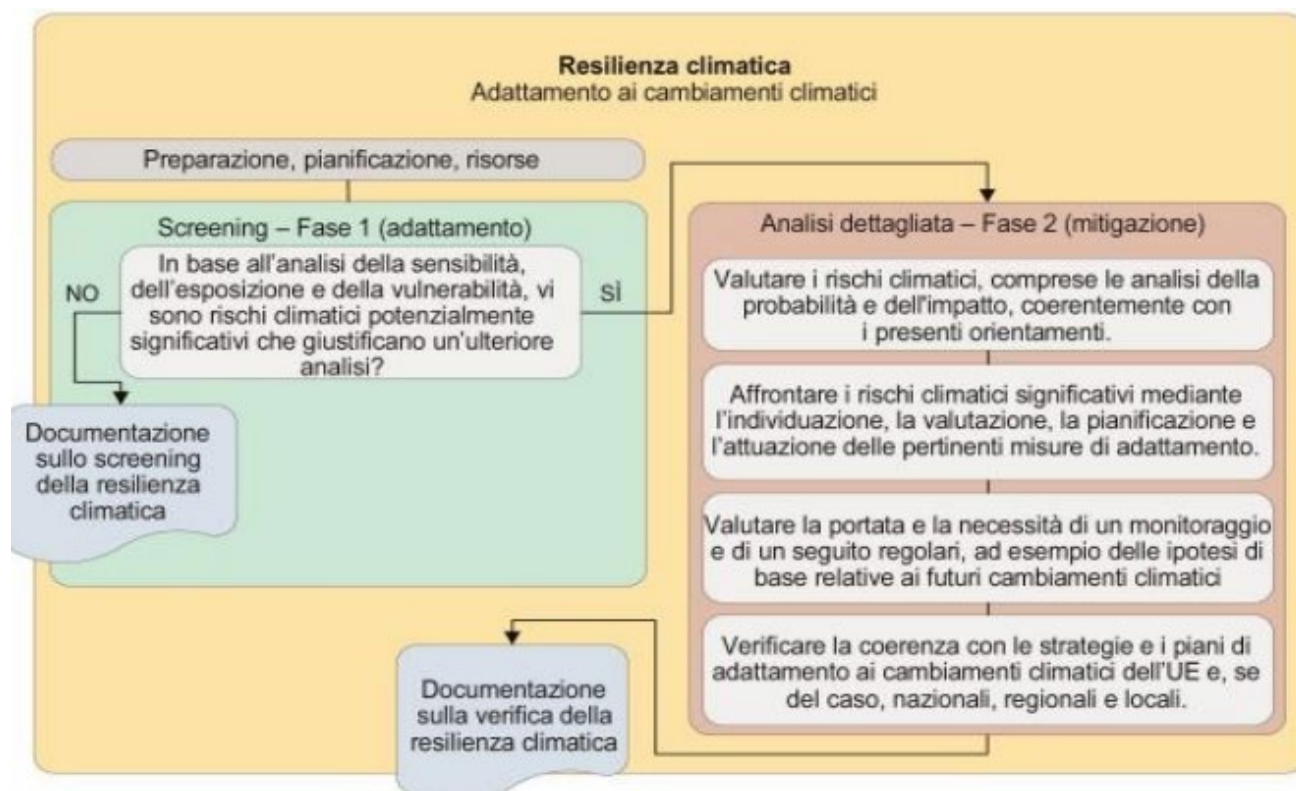 Resilienza climatica
Adattamento ai cambiamenti climatici
Preparazione, pianificazione, risorse
Screening – Fase 1 (adattamento)
In base all'analisi della sensibilità,
dell'esposizione e della vulnerabilità, vi
sono rischi climatici potenzialmente
significativi che giustificano un'ulteriore
analisi?
NO
SÌ
Documentazione
sullo screening
della resilienza
climatica
Analisi dettagliata – Fase 2 (mitigazione)
Valutare i rischi climatici, comprese le analisi della
probabilità e dell'impatto, coerentemente con
i presenti orientamenti.
Affrontare i rischi climatici significativi mediante
l'individuazione, la valutazione, la pianificazione e
l'attuazione delle pertinenti misure di adattamento.
Valutare la portata e la necessità di un monitoraggio
e di un seguito regolari, ad esempio delle ipotesi di
base relative ai futuri cambiamenti climatici
Verificare la coerenza con le strategie e i piani di
adattamento ai cambiamenti climatici dell'UE e, se
del caso, nazionali, regionali e locali.
Documentazione
sulla verifica della
resilienza climatica